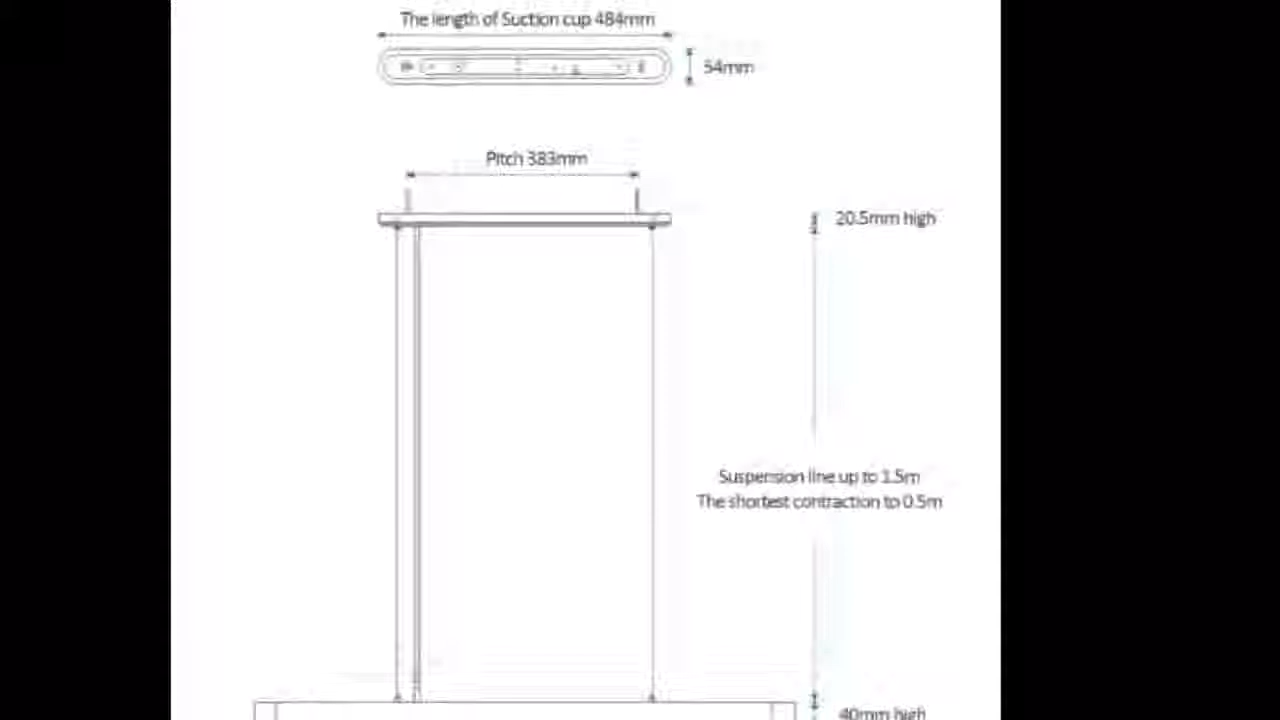 The length of Suction cup 484mm
54mm
Pitch 383mm
20.5mm high
Suspension line up to 1.5m
The shortest contraction to 0.5m
40mm high